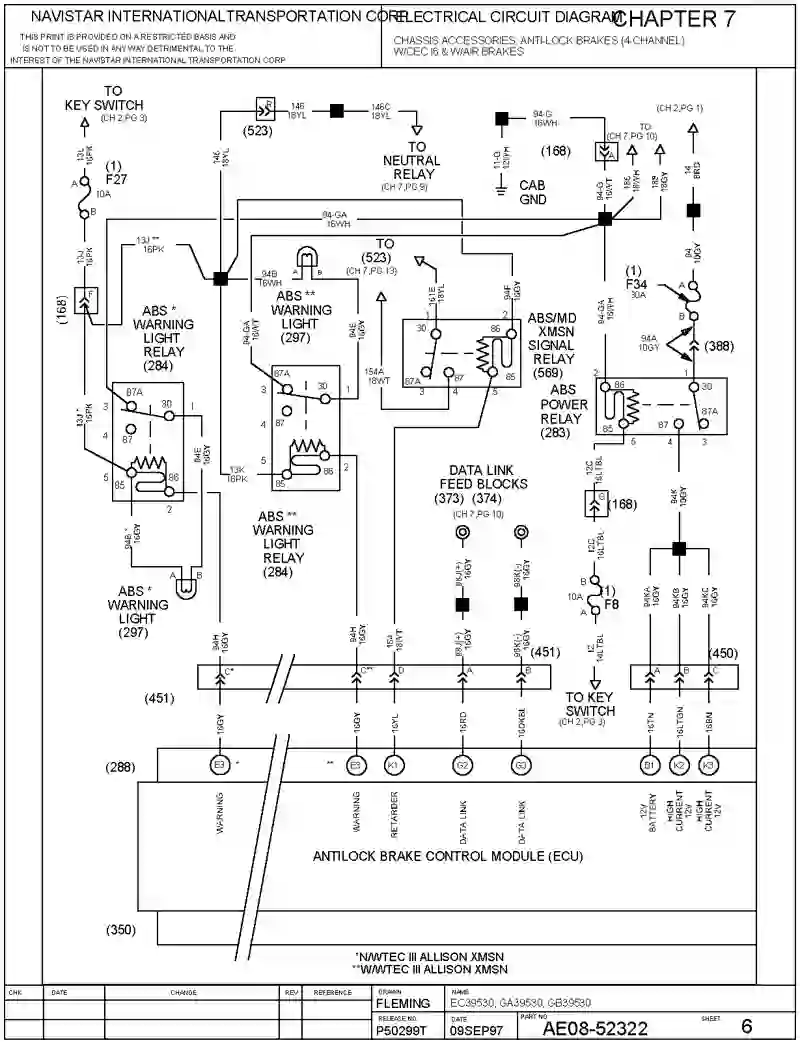 NAVISTAR INTERNATIONAL TRANSPORTATION CORP.
THIS PRINT IS PROVIDED ON A RESTRICTED BASIS AND
IS NOT TO BE USED IN ANY WAY DETRIMENTAL TO THE
INTEREST OF THE NAVISTAR INTERNATIONAL TRANSPORTATION CORP
ELECTRICAL CIRCUIT DIAGRAM
CHAPTER 7
CHASSIS ACCESSORIES, ANTI-LOCK BRAKES (4 CHANNEL)
W/CEC I6 & W/AIR BRAKES
TO
KEY SWITCH
(CH 2,PG 3)
13L
16PK
(1)
F27
10A
A
B
13J
16PK
(168)
F
13J **
16PK
146
18YL
(523)
146
18YL
146C
18YL
TO
NEUTRAL
RELAY
(CH 7,PG 9)
94-G
16WH
11-G
CAB
GND
(168)
A
TO
(CH 7,PG 10)
(CH 2,PG 1)
94-G
16WT
18WH
189
18GY
14
94
10GY
94-GA
16WH
TO
(523)
(CH 7,PG 13)
94B
16WH
A
B
ABS **
WARNING
LIGHT
(297)
94-GA
16WT
94E
16GY
161E
18YL
94F
16GY
154A
18WT
ABS/MD
XMSN
SIGNAL
RELAY
(569)
1
2
30
86
87A
87
85
3
4
5
94-GA
16WH
(1)
F34
30A
A
B
94A
10GY
(388)
ABS
POWER
RELAY
(283)
2
1
86
30
85
87
87A
5
4
3
ABS *
WARNING
LIGHT
RELAY
(284)
87A
30
87
86
85
3
1
4
5
2
13J *
16PK
94E
16GY
94B *
16GY
A
B
ABS *
WARNING
LIGHT
(297)
87A
30
87
86
85
3
1
4
5
2
13K
16PK
ABS **
WARNING
LIGHT
RELAY
(284)
DATA LINK
FEED BLOCKS
(373) (374)
(CH 7,PG 10)
98J(+)
16GY
98K(-)
16GY
98J(+)
16GY
98K(-)
16GY
12C
16LTBL
(168)
G
12C
16LTBL
B
10A
(1)
F8
A
12
16LTBL
TO KEY
SWITCH
(CH 2,PG 3)
94K
10GY
94KA
16GY
94KB
16GY
94KC
16GY
(450)
A
B
C
94H
16GY
94H
16GY
18WT
(451)
C*
C**
D
A
B
(451)
16GY
16GY
16YL
16RD
16DKBL
16TN
16LTGN
16BN
(288)
E3
*
**
E3
K1
G2
G3
K2
K3
WARNING
WARNING
RETARDER
DATA LINK
DATA LINK
12V
BATTERY
HIGH
CURRENT
12V
HIGH
CURRENT
12V
ANTILOCK BRAKE CONTROL MODULE (ECU)
(350)
*N/WTEC III ALLISON XMSN
**W/WTEC III ALLISON XMSN
CHK
DATE
CHANGE
REV
REFERENCE
DRAWN
FLEMING
NAME
EC39530, GA39530, GB39530
RELEASE NO.
P50299T
DATE
09SEP97
PART NO
AE08-52322
SHEET
6